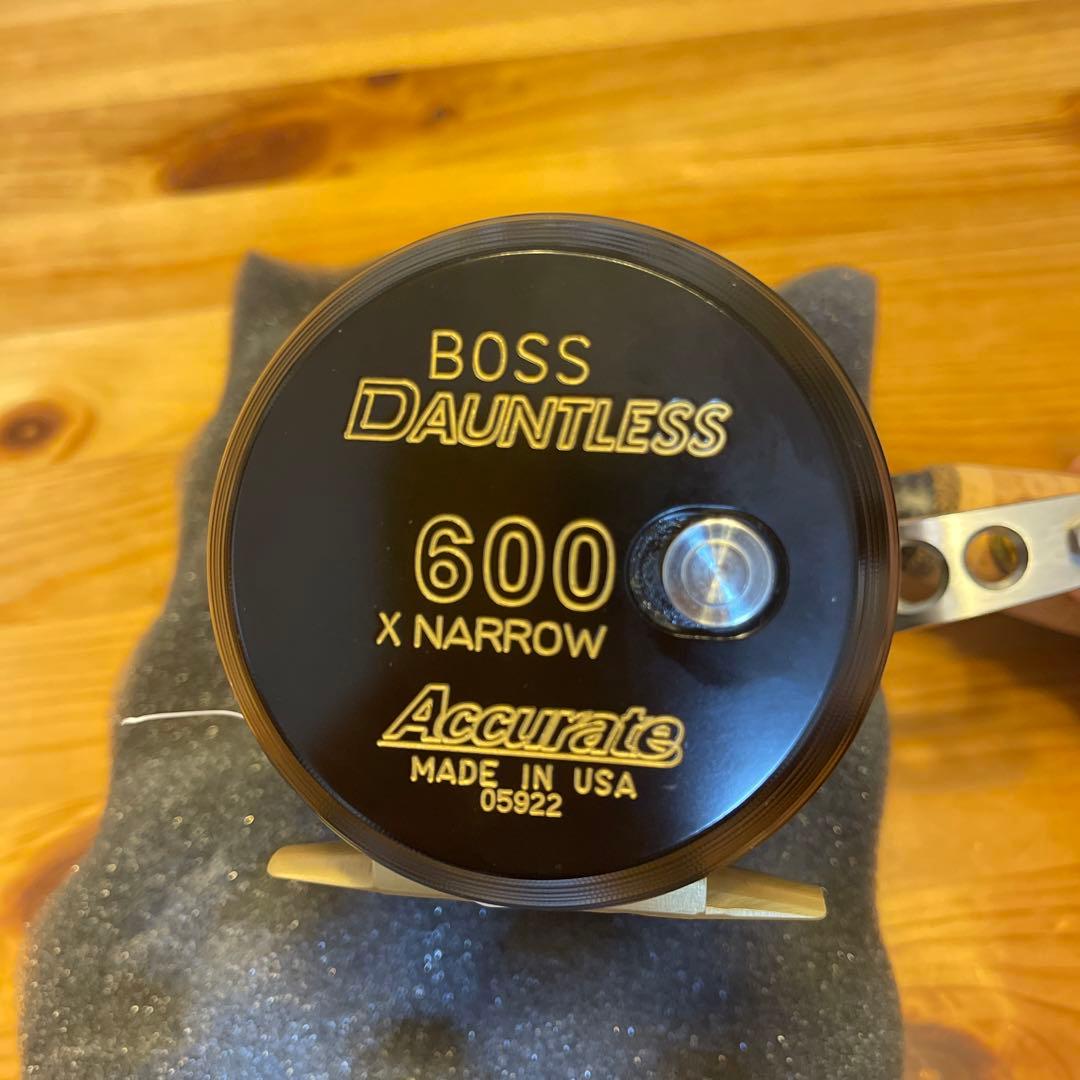 BOSS
DAUNTLESS
600
X NARROW
Accurate
MADE IN USA
05922